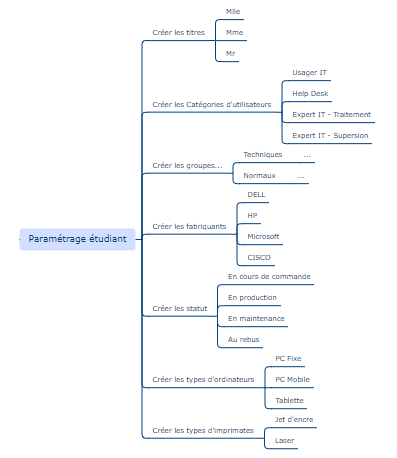 Paramétrage étudiant
Créer les titres
Mlle
Mme
Mr
Créer les Catégories d'utilisateurs
Usager IT
Help Desk
Expert IT - Traitement
Expert IT - Supersion
Créer les groupes...
Techniques ...
Normaux ...
Créer les fabriquants
DELL
HP
Microsoft
CISCO
Créer les statut
En cours de commande
En production
En maintenance
Au rebus
Créer les types d'ordinateurs
PC Fixe
PC Mobile
Tablette
Créer les types d'imprimates
Jet d'encre
Laser